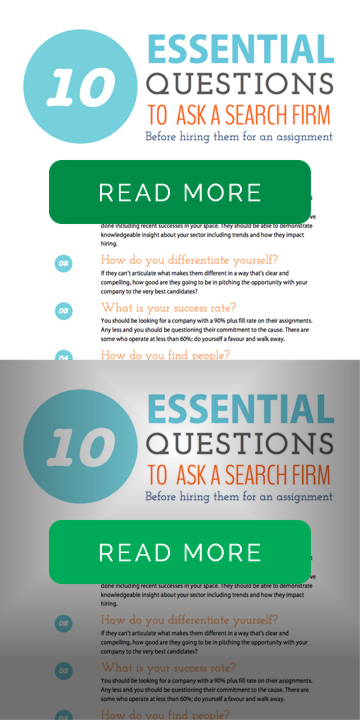 10
ESSENTIAL
QUESTIONS
TO ASK A SEARCH FIRM
Before hiring them for an assignment
READ MORE
done including recent successes in your space. They should be able to demonstrate
knowledgeable insight about your sector including trends and how they impact
hiring.
02
How do you differentiate yourself?
If they can't articulate what makes them different in a way that's clear and
compelling, how good are they going to be in pitching the opportunity with your
company to the very best candidates?
03
What is your success rate?
You should be looking for a company with a 90% plus fill rate on their assignments.
Any less and you should be questioning their commitment to the cause. There are
some who operate at less than 60%; do yourself a favour and walk away.
04
How do you find people?
10
ESSENTIAL
QUESTIONS
TO ASK A SEARCH FIRM
Before hiring them for an assignment
READ MORE
done including recent successes in your space. They should be able to demonstrate
knowledgeable insight about your sector including trends and how they impact
hiring.
02
How do you differentiate yourself?
If they can't articulate what makes them different in a way that's clear and
compelling, how good are they going to be in pitching the opportunity with your
company to the very best candidates?
03
What is your success rate?
You should be looking for a company with a 90% plus fill rate on their assignments.
Any less and you should be questioning their commitment to the cause. There are
some who operate at less than 60%; do yourself a favour and walk away.
04
How do you find people?